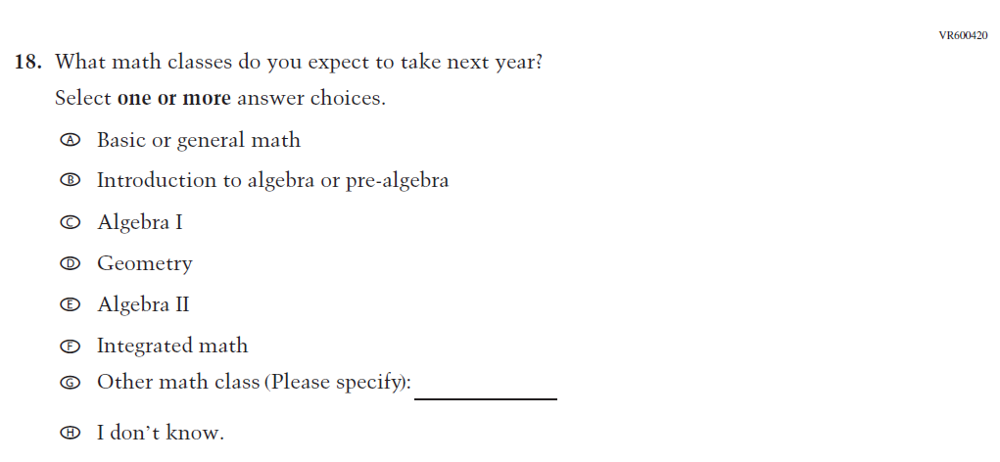 VR600420
18. What math classes do you expect to take next year?
Select one or more answer choices.
A Basic or general math
B Introduction to algebra or pre-algebra
C Algebra I
D Geometry
E Algebra II
F Integrated math
G Other math class (Please specify):
H I don’t know.